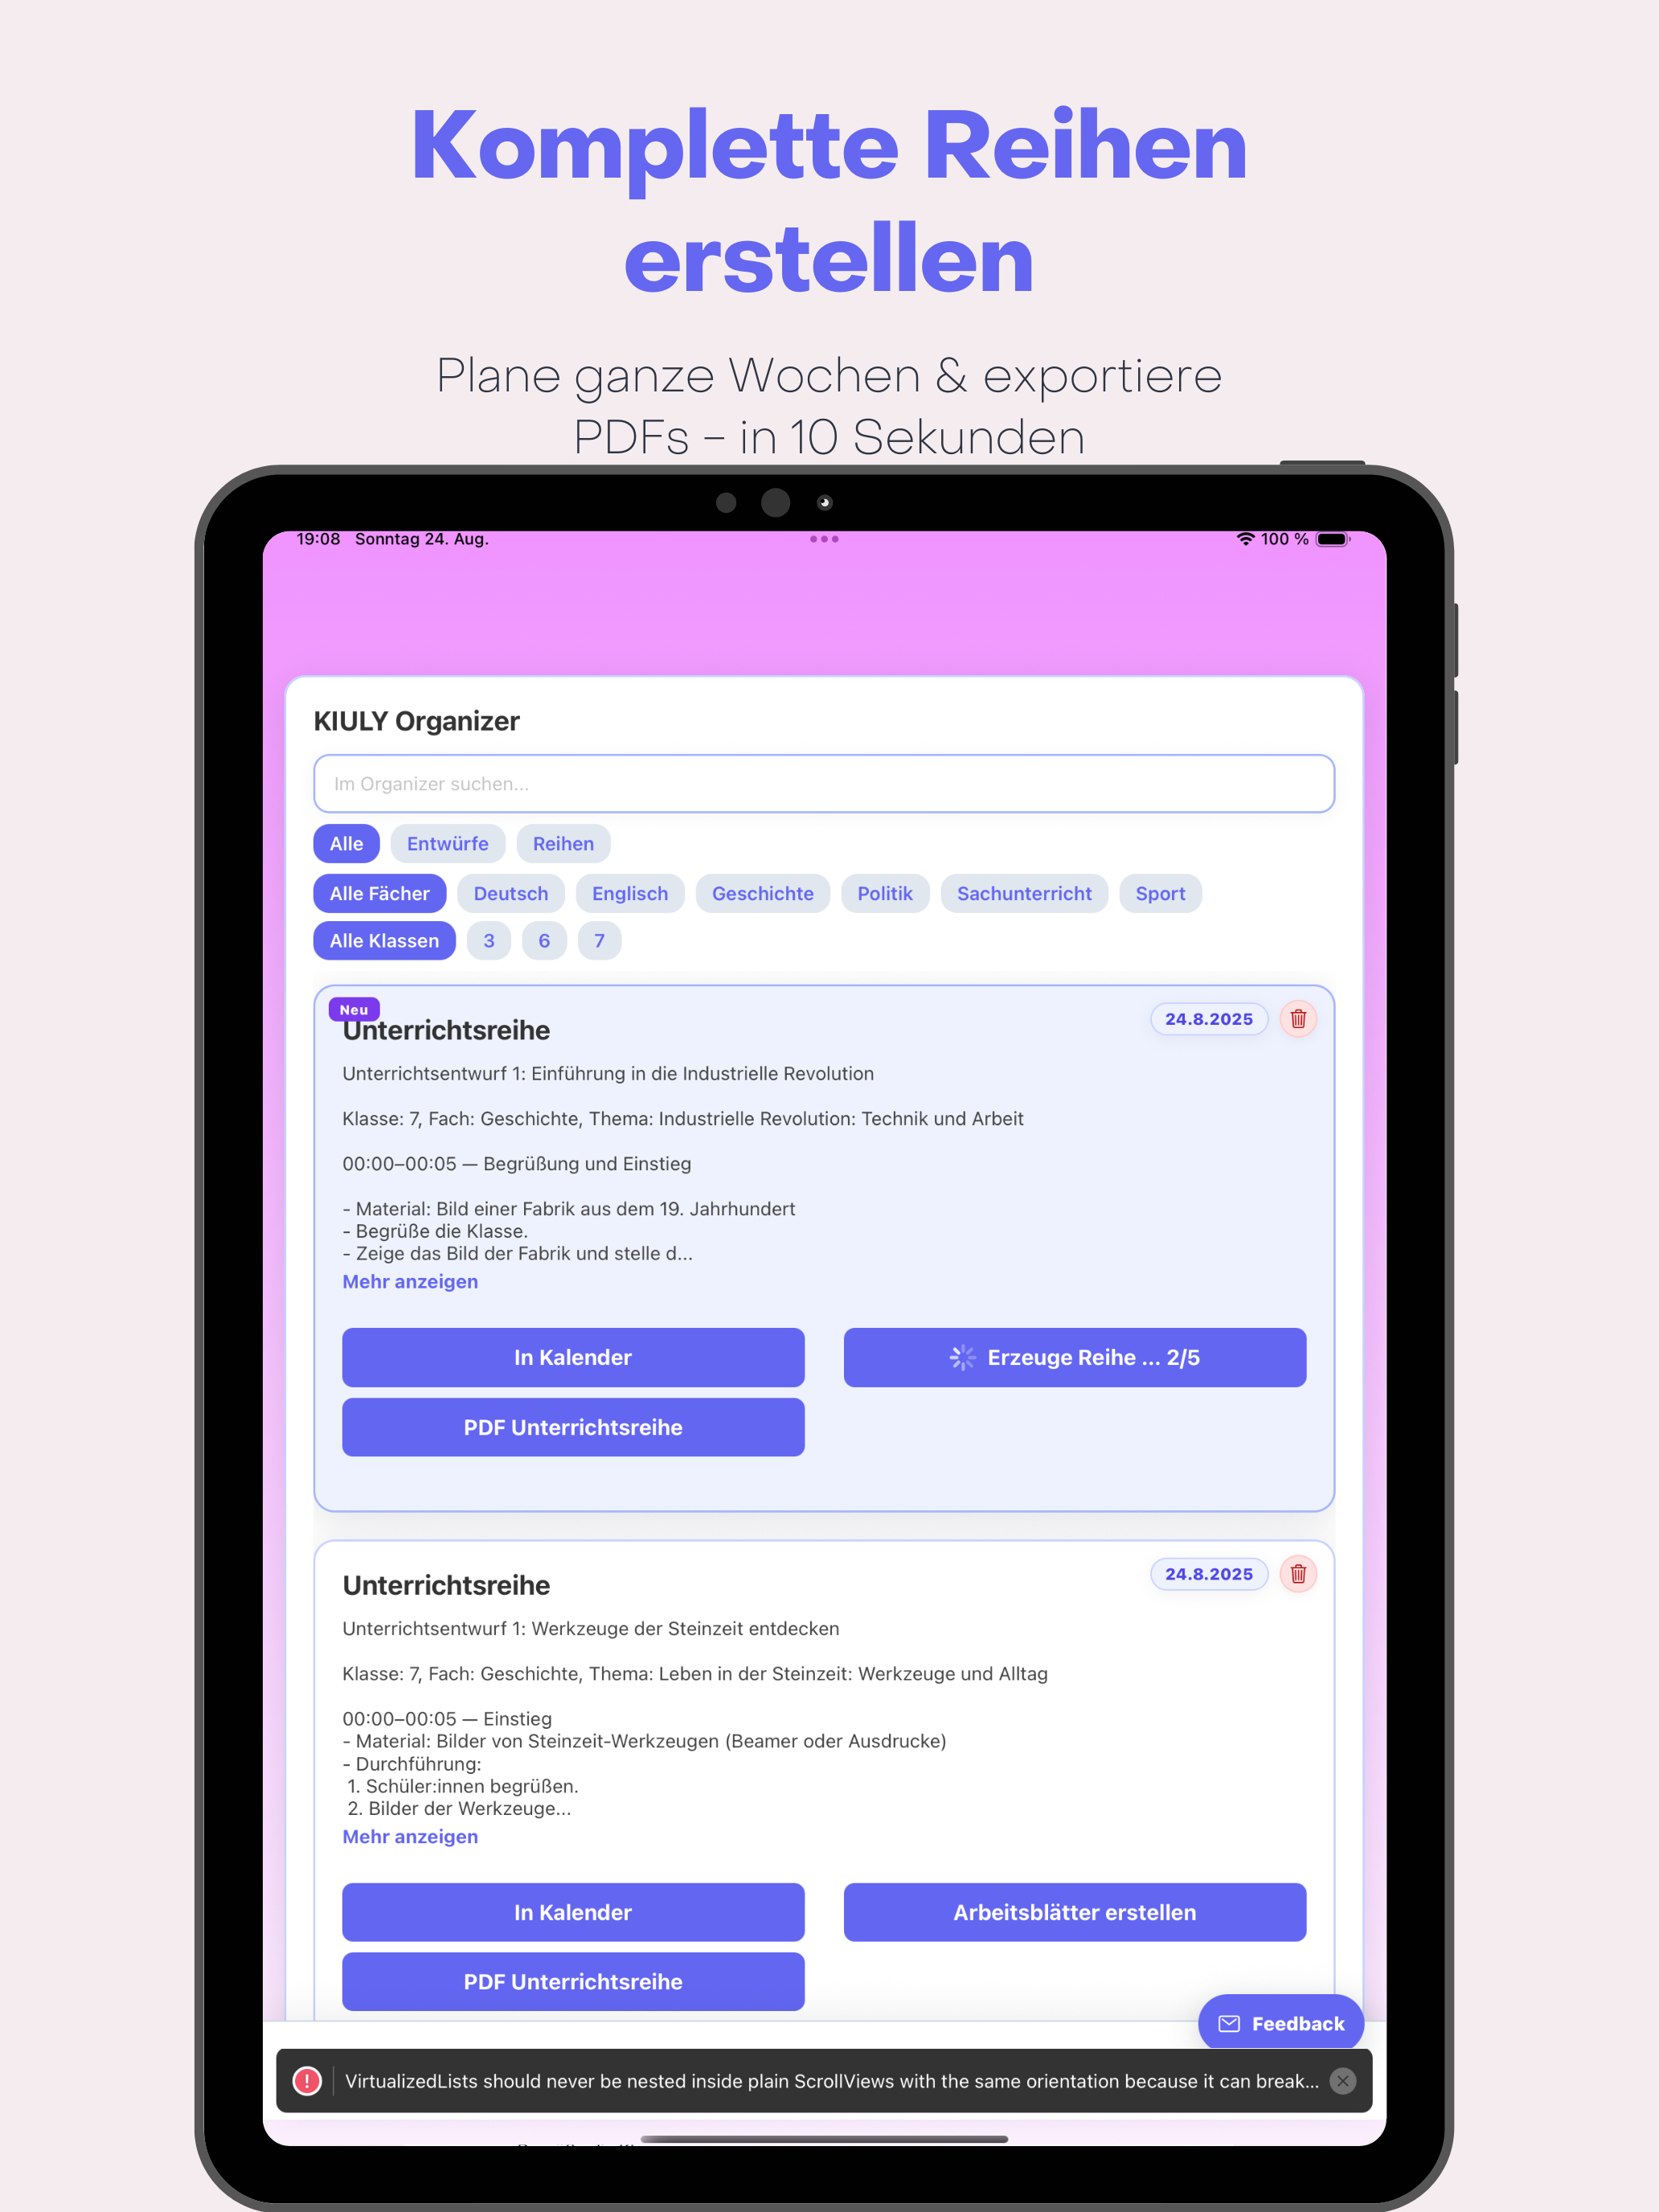 Komplette Reihen
erstellen
Plane ganze Wochen & exportiere
PDFs – in 10 Sekunden
19:08 Sonntag 24. Aug.
100 %
KIULY Organizer
Im Organizer suchen...
Alle Entwürfe Reihen
Alle Fächer Deutsch Englisch Geschichte Politik Sachunterricht Sport
Alle Klassen 3 6 7
Neu
Unterrichtsreihe
24.8.2025
Unterrichtsentwurf 1: Einführung in die Industrielle Revolution
Klasse: 7, Fach: Geschichte, Thema: Industrielle Revolution: Technik und Arbeit
00:00–00:05 — Begrüßung und Einstieg
- Material: Bild einer Fabrik aus dem 19. Jahrhundert
- Begrüße die Klasse.
- Zeige das Bild der Fabrik und stelle d...
Mehr anzeigen
In Kalender
Erzeuge Reihe ... 2/5
PDF Unterrichtsreihe
Unterrichtsreihe
24.8.2025
Unterrichtsentwurf 1: Werkzeuge der Steinzeit entdecken
Klasse: 7, Fach: Geschichte, Thema: Leben in der Steinzeit: Werkzeuge und Alltag
00:00–00:05 — Einstieg
- Material: Bilder von Steinzeit-Werkzeugen (Beamer oder Ausdrucke)
- Durchführung:
1. Schüler:innen begrüßen.
2. Bilder der Werkzeuge...
Mehr anzeigen
In Kalender
Arbeitsblätter erstellen
PDF Unterrichtsreihe
Feedback
! VirtualizedLists should never be nested inside plain ScrollViews with the same orientation because it can break...